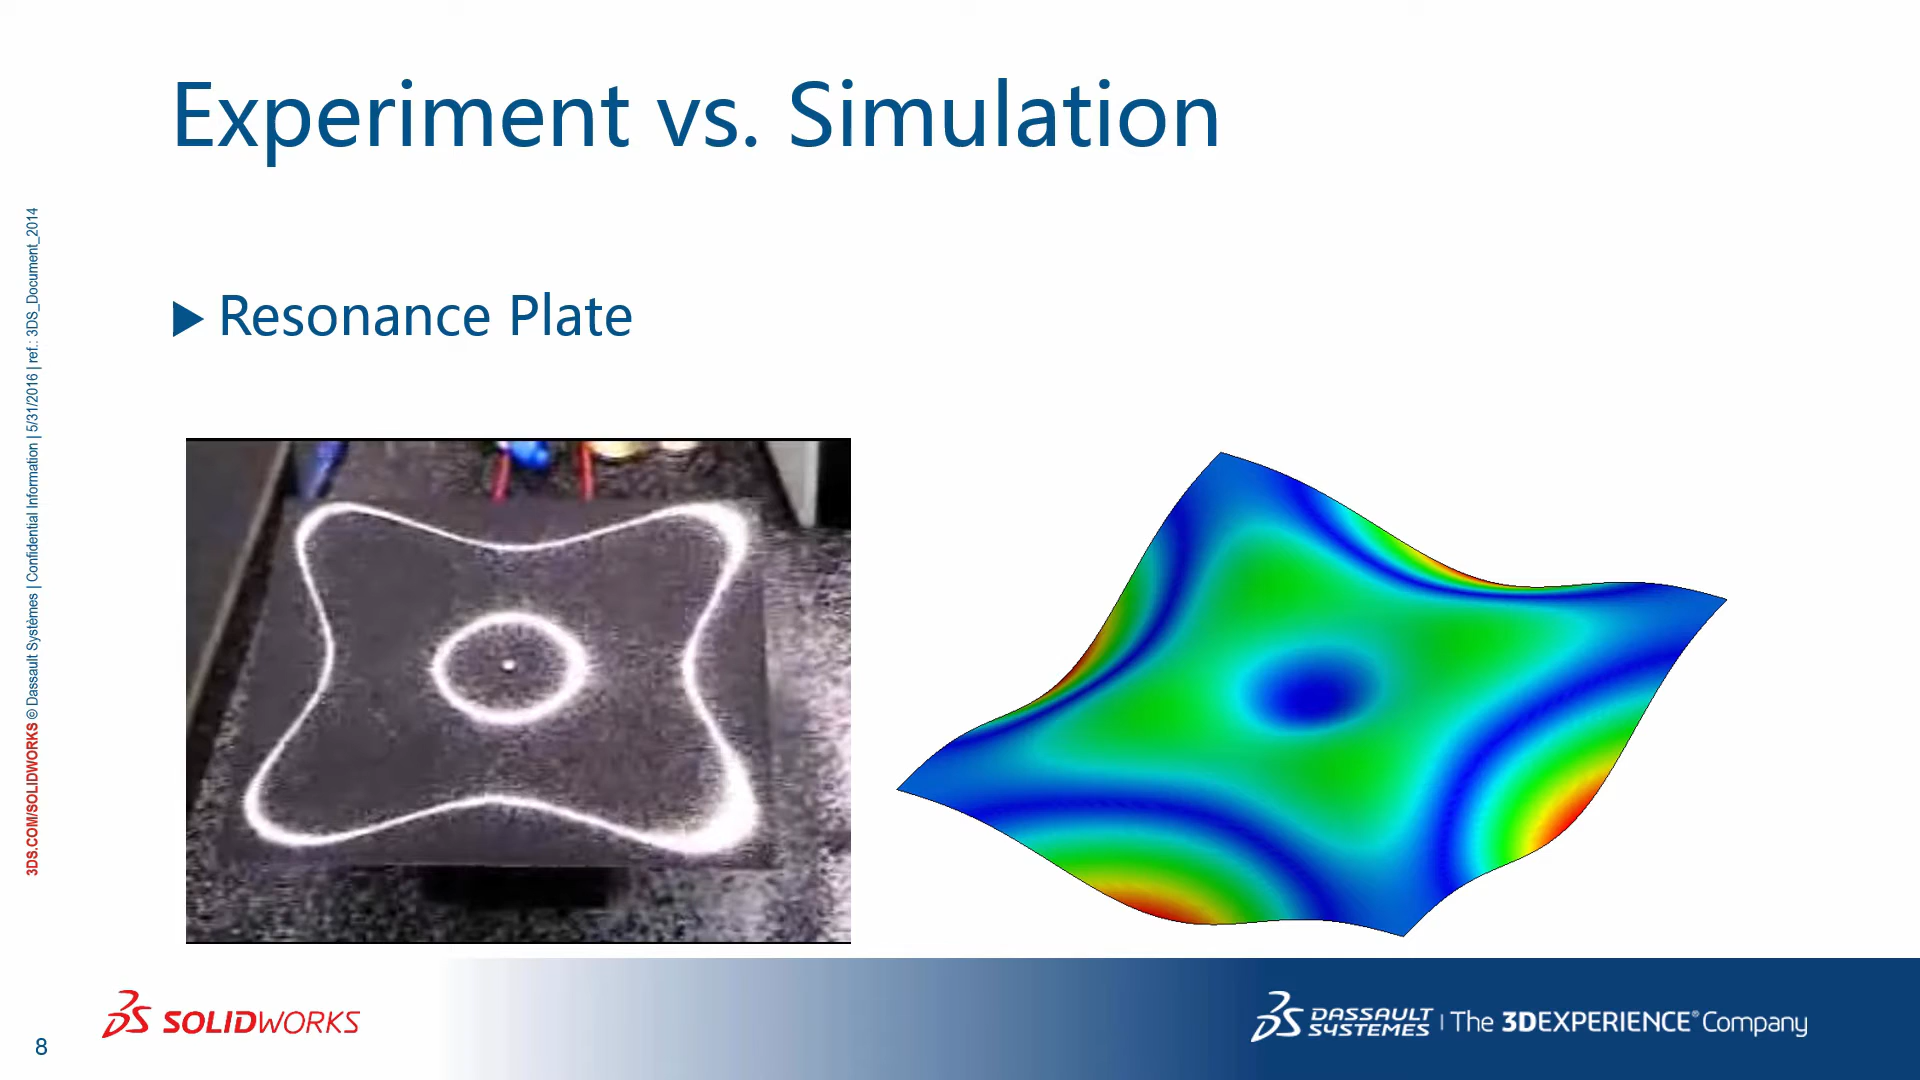 Experiment vs. Simulation
▶ Resonance Plate
3DS.COM/SOLIDWORKS © Dassault Systèmes | Confidential Information | 5/31/2016 | ref.: 3DS_Document_2014
8
SOLIDWORKS
DASSAULT SYSTEMES | The 3DEXPERIENCE® Company